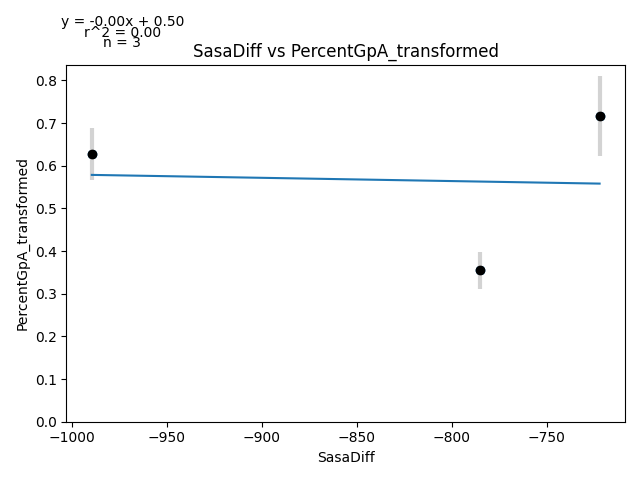 y = -0.00x + 0.50
r^2 = 0.00
n = 3
SasaDiff vs PercentGpA_transformed
PercentGpA_transformed
0.8
0.7
0.6
0.5
0.4
0.3
0.2
0.1
0.0
−1000 −950 −900 −850 −800 −750
SasaDiff